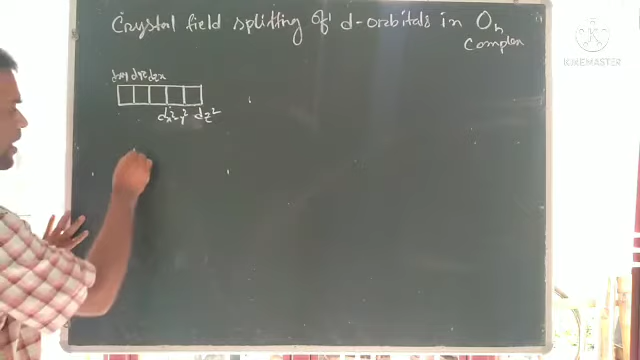 Crystal field splitting of d-orbitals in Oh
Complex
dxy dyz dzx
dx²-y² dz²
KINEMASTER